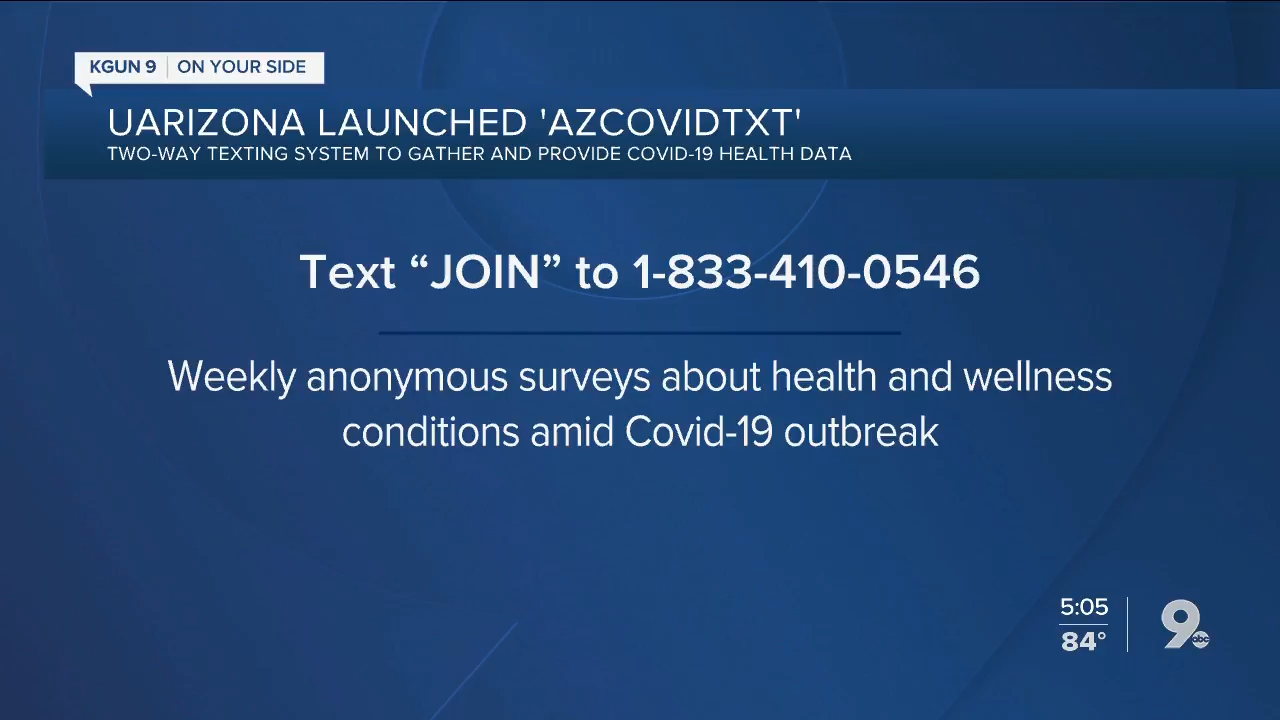 KGUN 9 | ON YOUR SIDE
UARIZONA LAUNCHED 'AZCOVIDTXT'
TWO-WAY TEXTING SYSTEM TO GATHER AND PROVIDE COVID-19 HEALTH DATA
Text “JOIN” to 1-833-410-0546
Weekly anonymous surveys about health and wellness
conditions amid Covid-19 outbreak
5:05
84°
9
abc